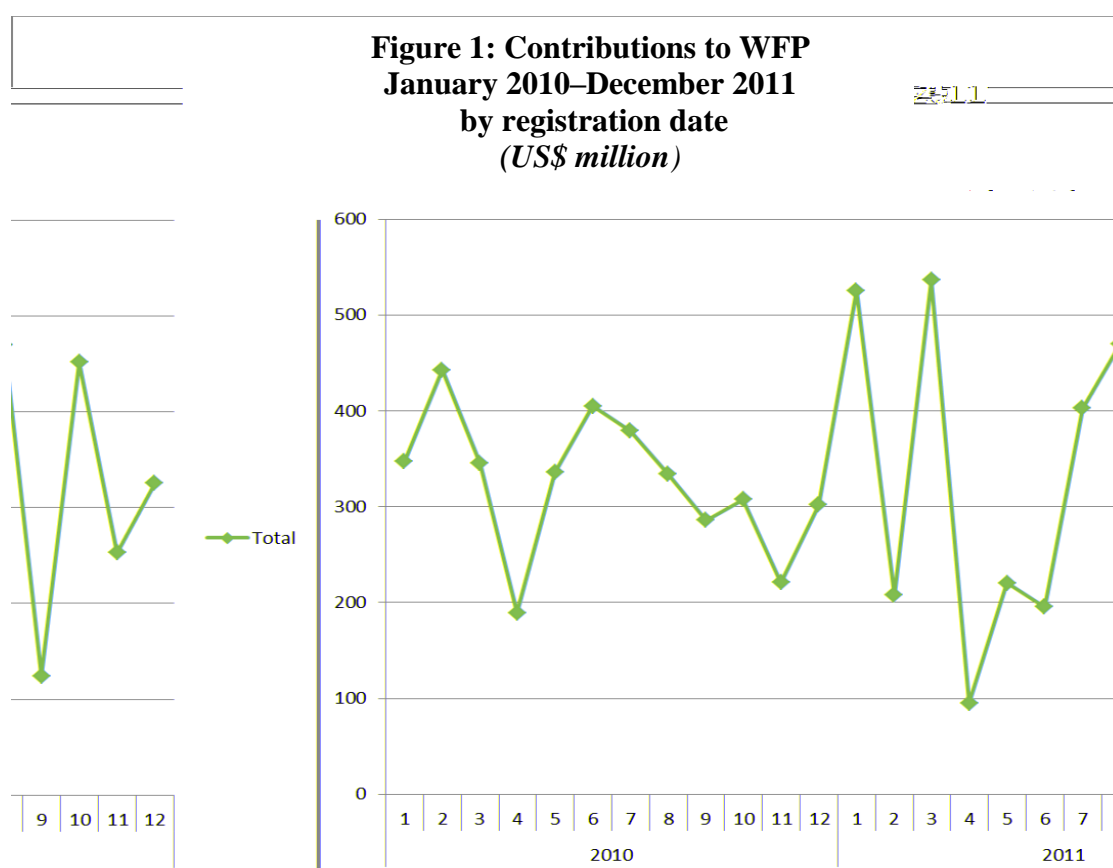 Figure 1: Contributions to WFP
January 2010–December 2011
by registration date
(US$ million)
600
500
400
300
200
100
0
Total
9 10 11 12
1 2 3 4 5 6 7 8 9 10 11 12 1 2 3 4 5 6 7
2010 2011